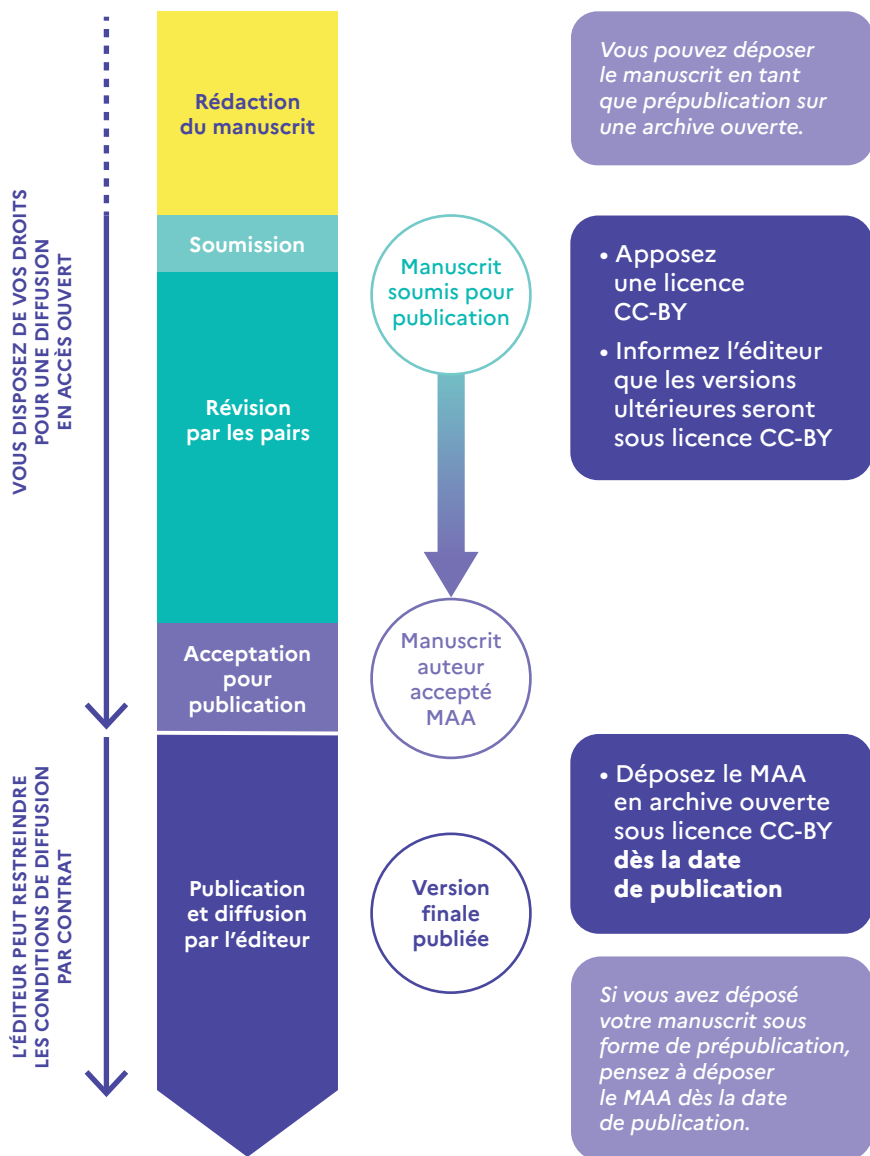 Rédaction
du manuscrit
Vous pouvez déposer
le manuscrit en tant
que prépublication sur
une archive ouverte.
VOUS DISPOSEZ DE VOS DROITS
POUR UNE DIFFUSION
EN ACCÈS OUVERT
Soumission
Manuscrit
soumis pour
publication
• Apposez
une licence
CC-BY
• Informez l’éditeur
que les versions
ultérieures seront
sous licence CC-BY
Révision
par les pairs
Acceptation
pour
publication
Manuscrit
auteur
accepté
MAA
L’ÉDITEUR PEUT RESTREINDRE
LES CONDITIONS DE DIFFUSION
PAR CONTRAT
Publication
et diffusion
par l’éditeur
Version
finale
publiée
• Déposez le MAA
en archive ouverte
sous licence CC-BY
dès la date
de publication
Si vous avez déposé
votre manuscrit sous
forme de prépublication,
pensez à déposer
le MAA dès la date
de publication.